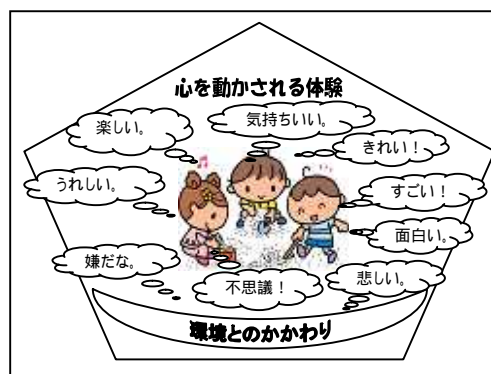 心を動かされる体験
楽しい。
気持ちいい。
きれい！
うれしい。
すごい！
面白い。
嫌だな。
不思議！
悲しい。
環境とのかかわり